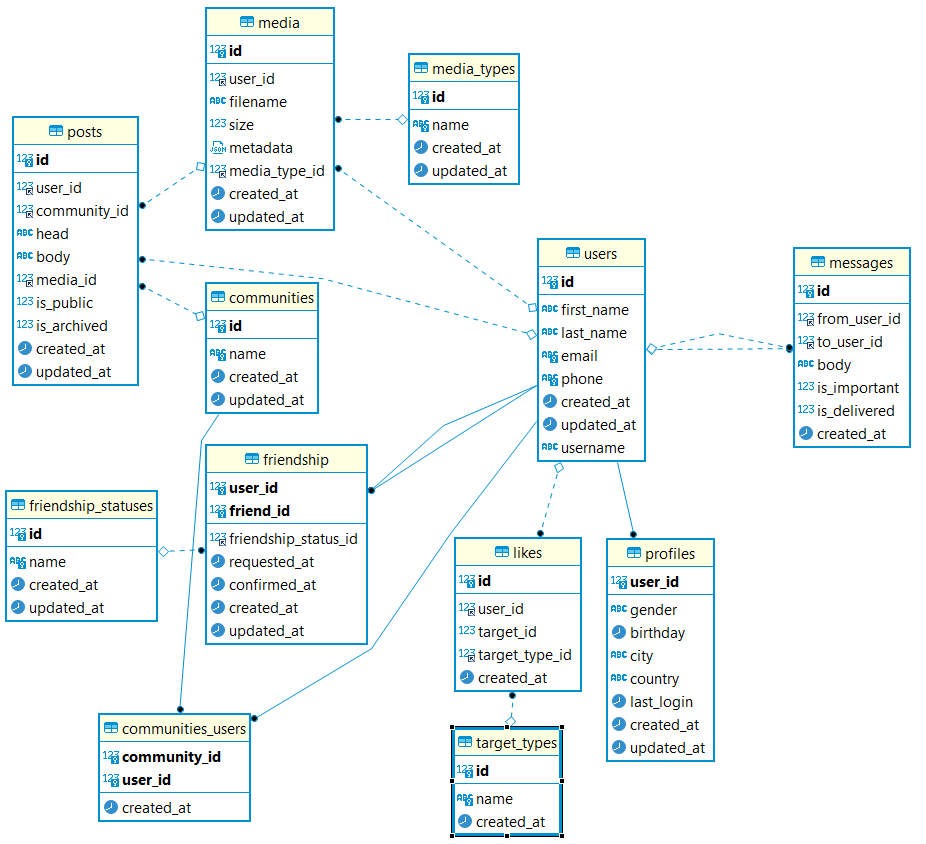 media
id
user_id
filename
size
metadata
media_type_id
created_at
updated_at
media_types
id
name
created_at
updated_at
posts
id
user_id
community_id
head
body
media_id
is_public
is_archived
created_at
updated_at
communities
id
name
created_at
updated_at
users
id
first_name
last_name
email
phone
created_at
updated_at
username
messages
id
from_user_id
to_user_id
body
is_important
is_delivered
created_at
friendship
user_id
friend_id
friendship_status_id
requested_at
confirmed_at
created_at
updated_at
friendship_statuses
id
name
created_at
updated_at
likes
id
user_id
target_id
target_type_id
created_at
profiles
user_id
gender
birthday
city
country
last_login
created_at
updated_at
communities_users
community_id
user_id
created_at
target_types
id
name
created_at